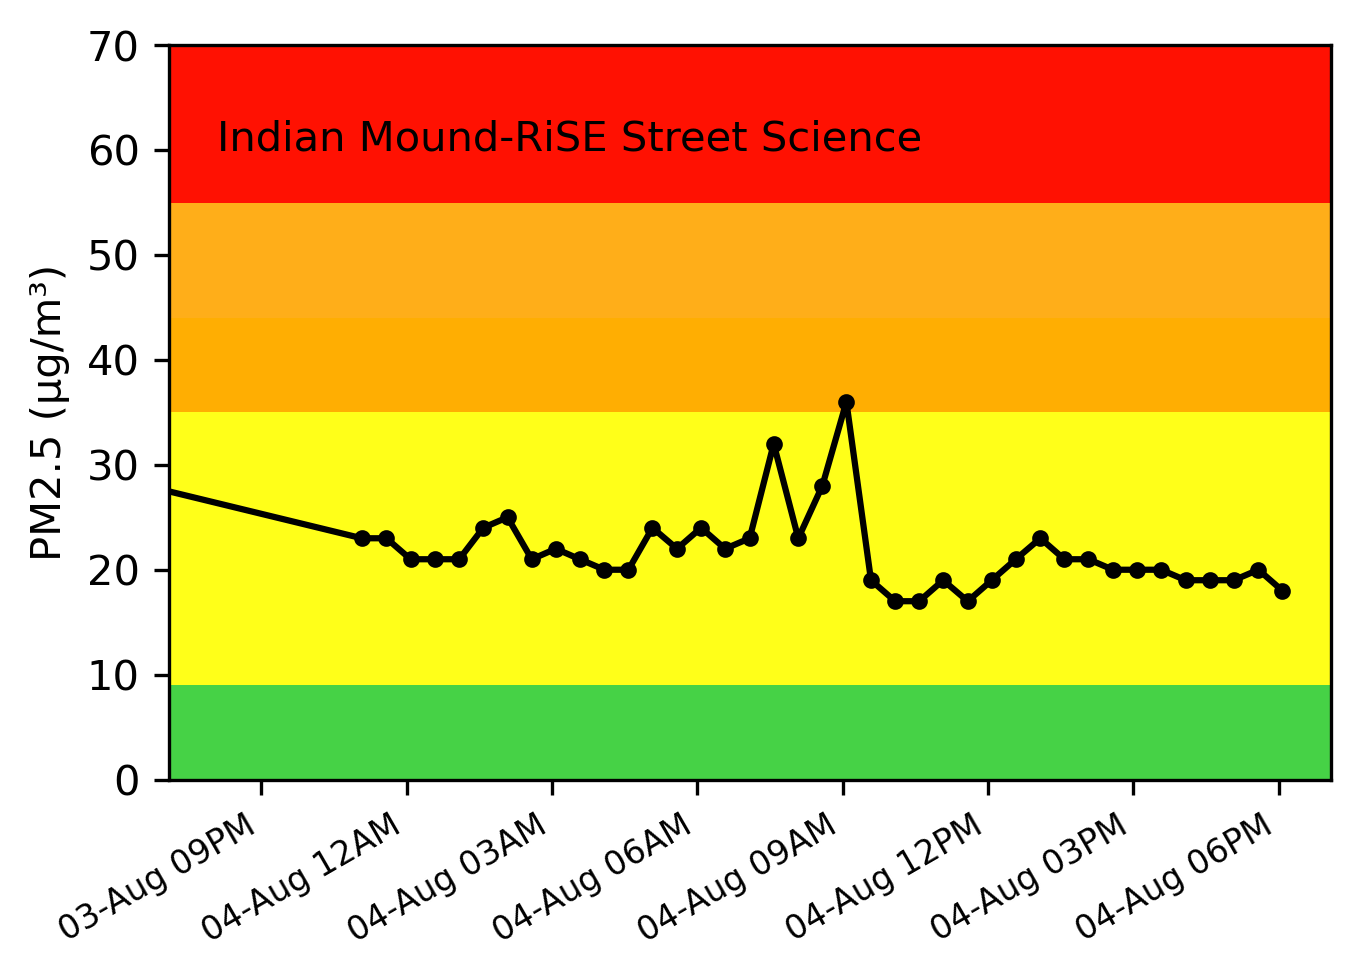 Indian Mound-RiSE Street Science
PM2.5 (µg/m³)
70
60
50
40
30
20
10
0
03-Aug 09PM
04-Aug 12AM
04-Aug 03AM
04-Aug 06AM
04-Aug 09AM
04-Aug 12PM
04-Aug 03PM
04-Aug 06PM